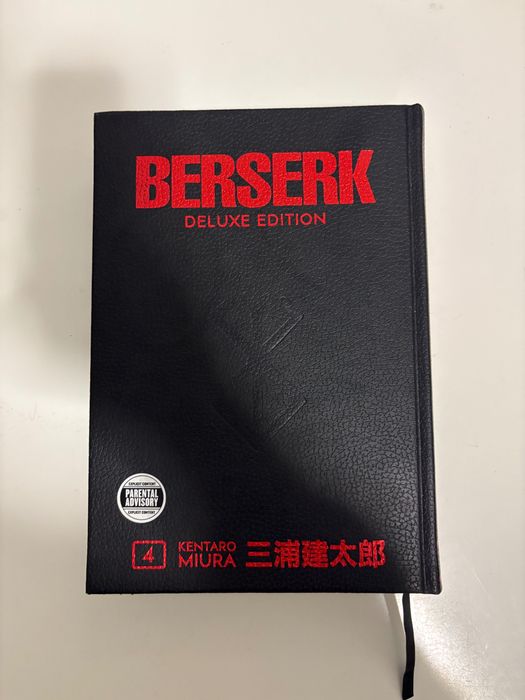 BERSERK
DELUXE EDITION
EXPLICIT CONTENT
PARENTAL
ADVISORY
EXPLICIT CONTENT
4
KENTARO
MIURA
三浦建太郎